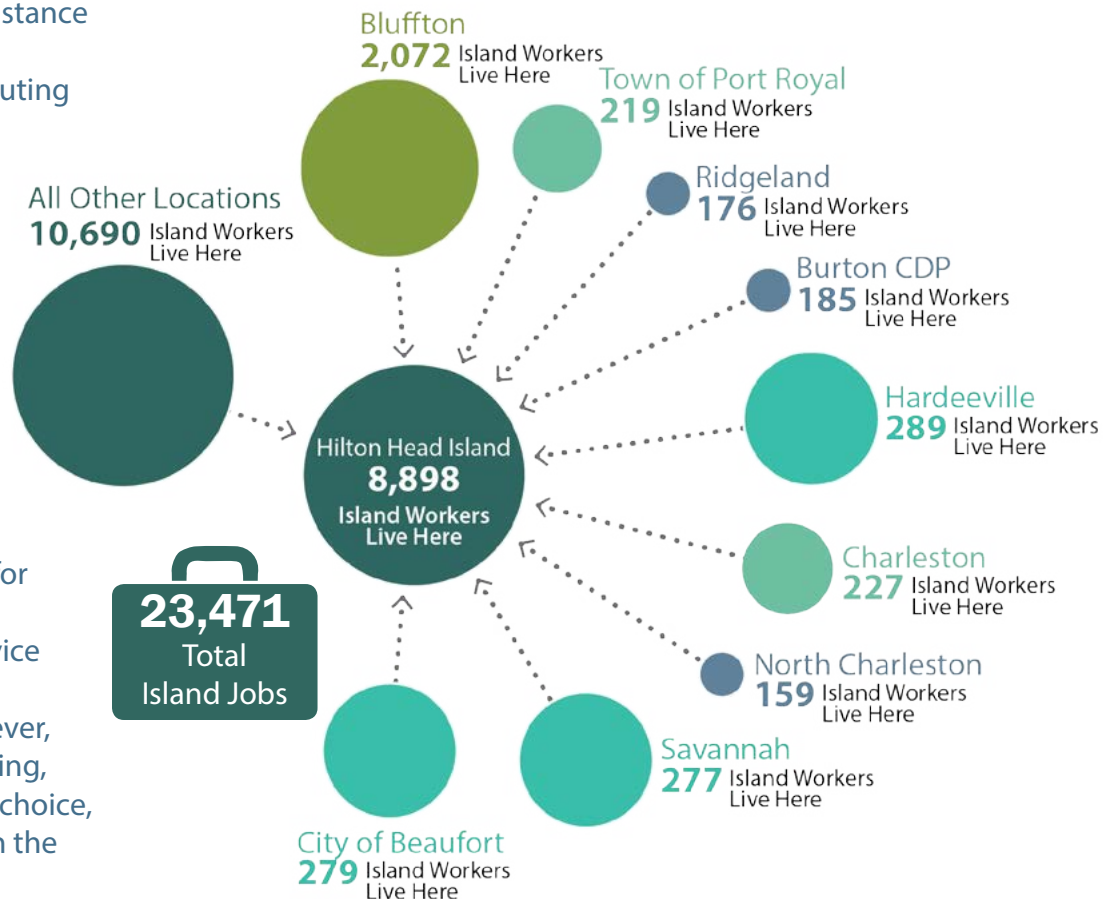 stance
uting
Bluffton
2,072 Island Workers
Live Here
Town of Port Royal
219 Island Workers
Live Here
Ridgeland
176 Island Workers
Live Here
All Other Locations
10,690 Island Workers
Live Here
Burton CDP
185 Island Workers
Live Here
Hardeeville
289 Island Workers
Live Here
Hilton Head Island
8,898
Island Workers
Live Here
Charleston
227 Island Workers
Live Here
for
23,471
Total
Island Jobs
vice
North Charleston
159 Island Workers
Live Here
ever,
ing,
choice,
n the
Savannah
277 Island Workers
Live Here
City of Beaufort
279 Island Workers
Live Here